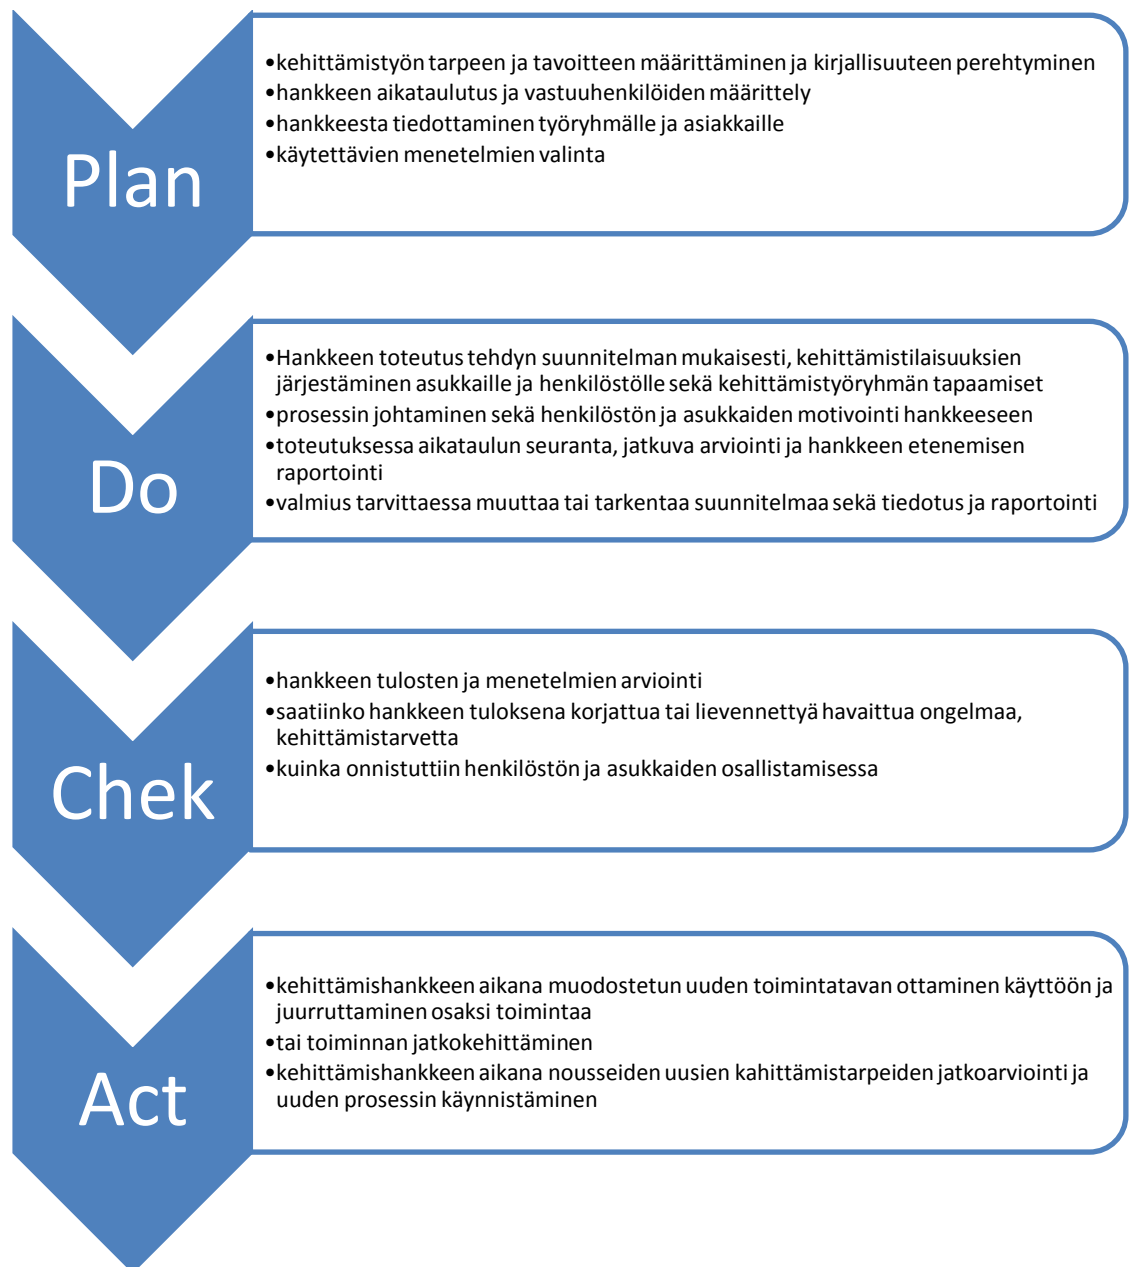 Plan
•kehittämistyön tarpeen ja tavoitteen määrittäminen ja kirjallisuuteen perehtyminen
•hankkeen aikataulutus ja vastuuhenkilöiden määrittely
•hankkeesta tiedottaminen työryhmälle ja asiakkaille
•käytettävien menetelmien valinta
Do
•Hankkeen toteutus tehdyn suunnitelman mukaisesti, kehittämistilaisuuksien
järjestäminen asukkaille ja henkilöstölle sekä kehittämistyöryhmän tapaamiset
•prosessin johtaminen sekä henkilöstön ja asukkaiden motivointi hankkeeseen
•toteutuksessa aikataulun seuranta, jatkuva arviointi ja hankkeen etenemisen
raportointi
•valmius tarvittaessa muuttaa tai tarkentaa suunnitelmaa sekä tiedotus ja raportointi
Chek
•hankkeen tulosten ja menetelmien arviointi
•saatiinko hankkeen tuloksena korjattua tai lievennettyä havaittua ongelmaa,
kehittämistarvetta
•kuinka onnistuttiin henkilöstön ja asukkaiden osallistamisessa
Act
•kehittämishankkeen aikana muodostetun uuden toimintatavan ottaminen käyttöön ja
juurruttaminen osaksi toimintaa
•tai toiminnan jatkokehittäminen
•kehittämishankkeen aikana nousseiden uusien kahittämistarpeiden jatkoarviointi ja
uuden prosessin käynnistäminen